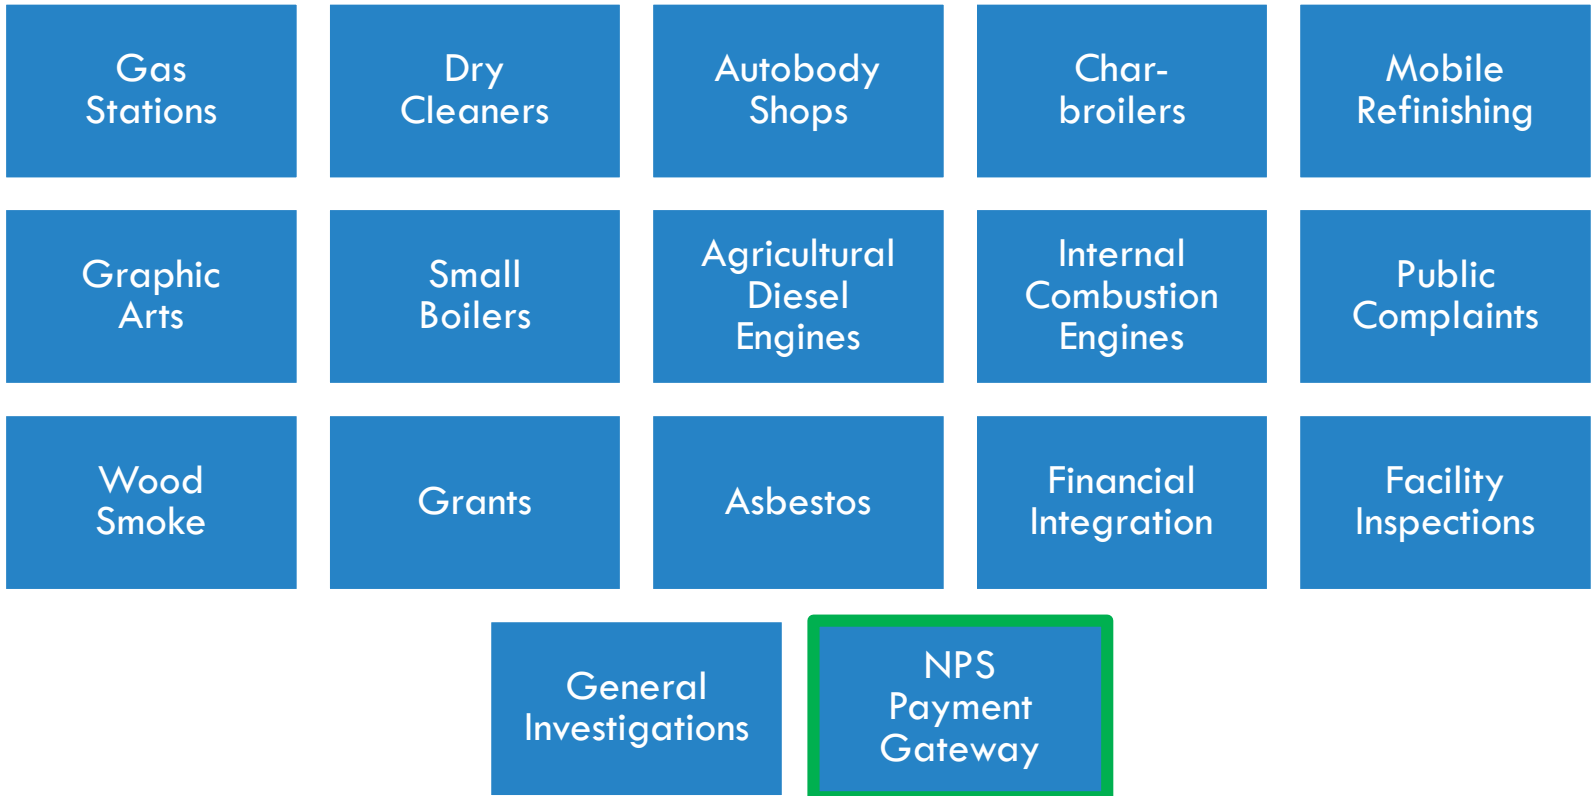 Gas
Stations
Dry
Cleaners
Autobody
Shops
Char-
broilers
Mobile
Refinishing
Graphic
Arts
Small
Boilers
Agricultural
Diesel
Engines
Internal
Combustion
Engines
Public
Complaints
Wood
Smoke
Grants
Asbestos
Financial
Integration
Facility
Inspections
General
Investigations
NPS
Payment
Gateway